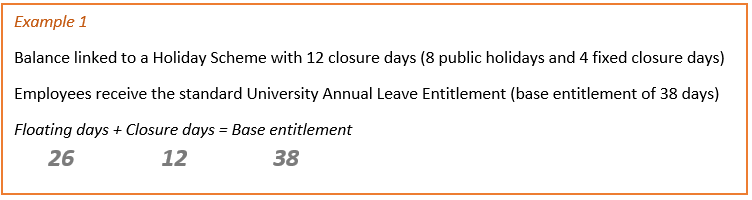 Example 1
Balance linked to a Holiday Scheme with 12 closure days (8 public holidays and 4 fixed closure days)
Employees receive the standard University Annual Leave Entitlement (base entitlement of 38 days)
Floating days + Closure days = Base entitlement
26 12 38